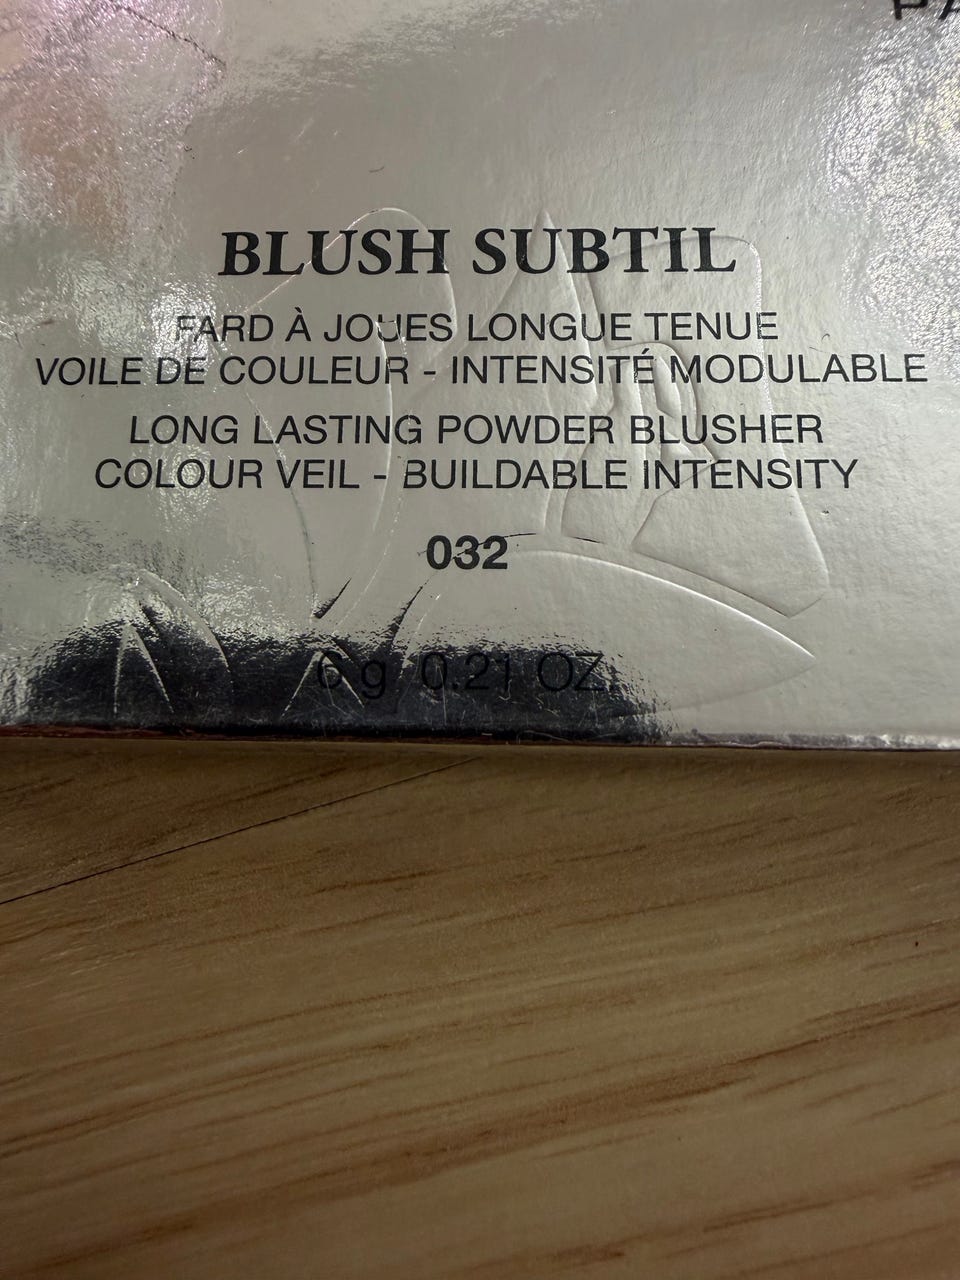 BLUSH SUBTIL
FARD À JOUES LONGUE TENUE
VOILE DE COULEUR - INTENSITÉ MODULABLE
LONG LASTING POWDER BLUSHER
COLOUR VEIL - BUILDABLE INTENSITY
032
6 g 0.21 OZ.